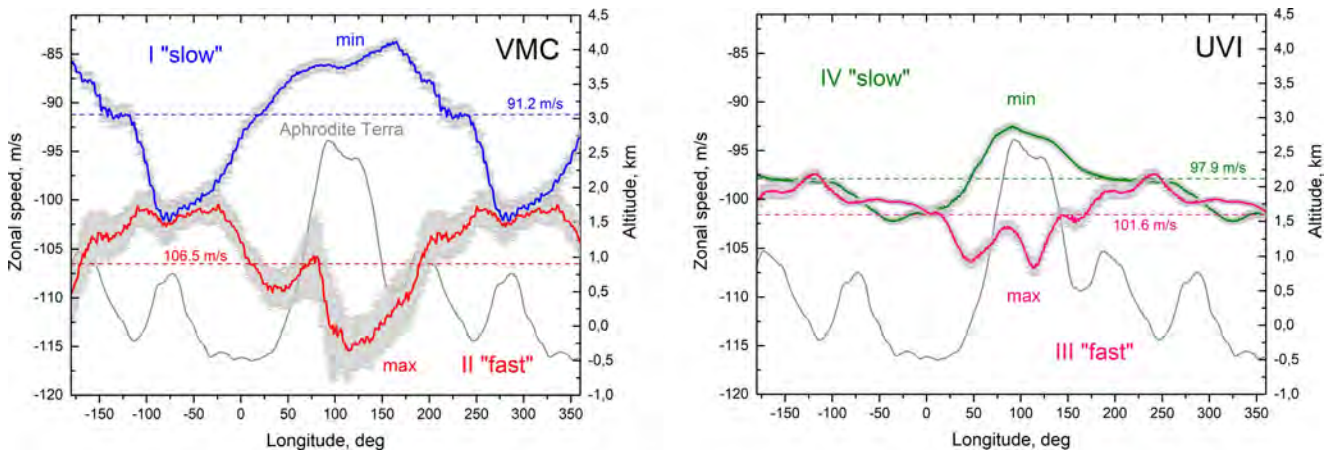 I "slow"
min
VMC
91.2 m/s
Aphrodite Terra
106.5 m/s
max
II "fast"
Zonal speed, m/s
-85
-90
-95
-100
-105
-110
-115
-120
4,5
4,0
3,5
3,0
2,5
2,0
1,5
1,0
0,5
0,0
-0,5
-1,0
Altitude, km
-150 -100 -50 0 50 100 150 200 250 300 350
Longitude, deg
IV "slow"
min
UVI
97.9 m/s
101.6 m/s
max
III "fast"
Zonal speed, m/s
-85
-90
-95
-100
-105
-110
-115
-120
4,5
4,0
3,5
3,0
2,5
2,0
1,5
1,0
0,5
0,0
-0,5
-1,0
Altitude, km
-150 -100 -50 0 50 100 150 200 250 300 350
Longitude, deg